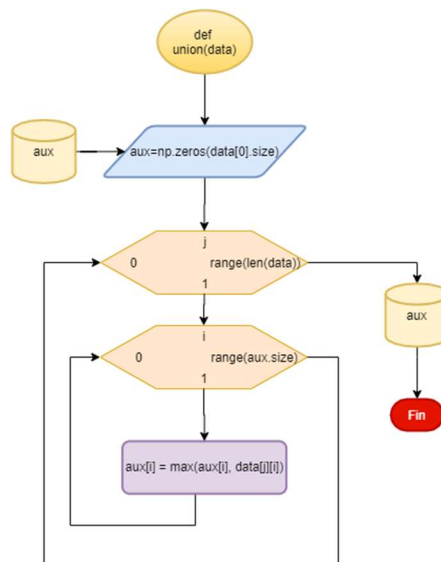 def
union(data)
aux
aux=np.zeros(data[0].size)
j
0
range(len(data))
1
aux
i
0
range(aux.size)
1
Fin
aux[i] = max(aux[i], data[j][i])